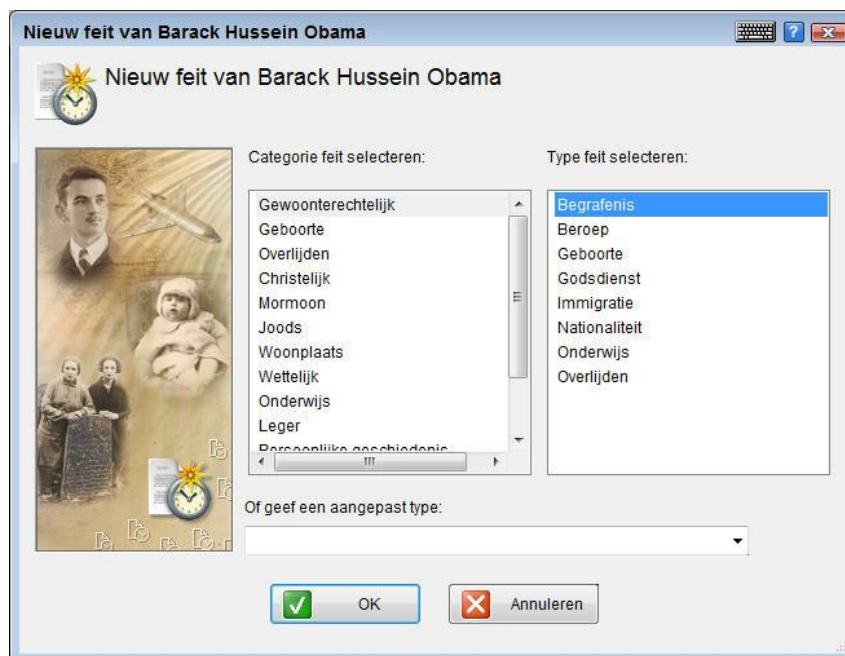 Nieuw feit van Barack Hussein Obama
Nieuw feit van Barack Hussein Obama
Categorie feit selecteren:
Gewoonterechtelijk
Geboorte
Overlijden
Christelijk
Mormoon
Joods
Woonplaats
Wettelijk
Onderwijs
Leger
Persoonlijke geschiedenis
Type feit selecteren:
Begrafenis
Beroep
Geboorte
Godsdienst
Immigratie
Nationaliteit
Onderwijs
Overlijden
Of geef een aangepast type:
OK
Annuleren